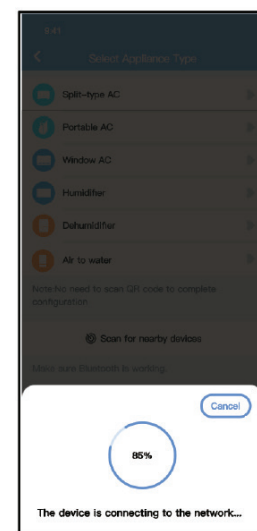 9:41
Select Appliance Type
Split-type AC
Portable AC
Window AC
Humidifier
Dehumidifier
Air to water
Note:No need to scan QR code to complete
configuration
Scan for nearby devices
Make sure Bluetooth is working.
Cancel
85%
The device is connecting to the network...